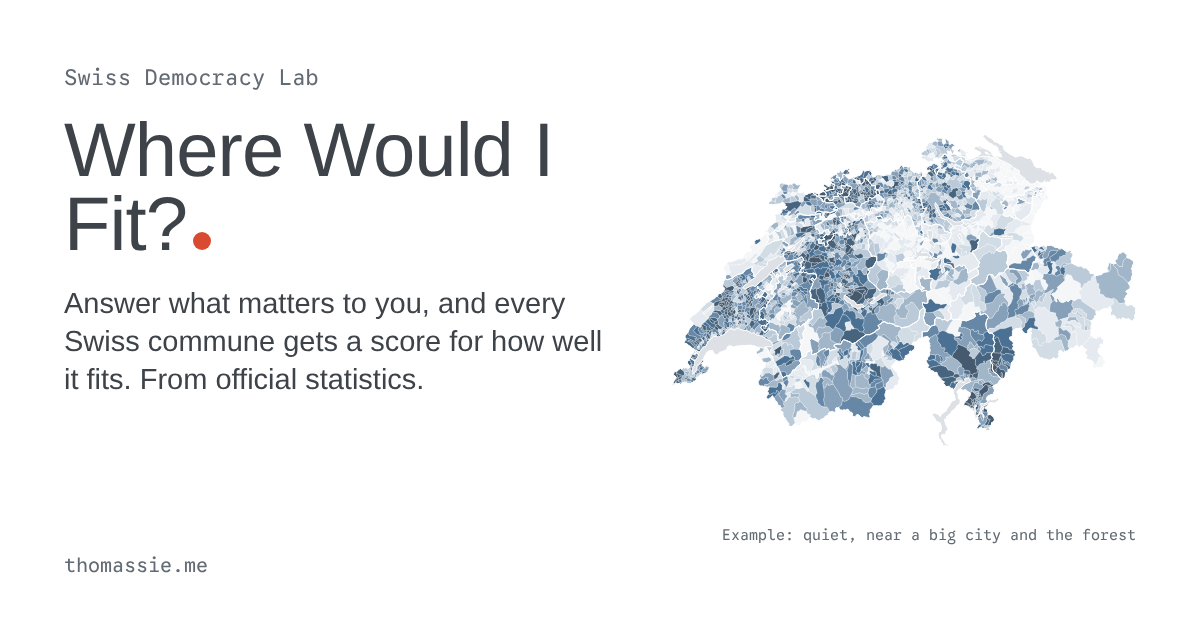 Swiss Democracy Lab
Where Would I
Fit?
Answer what matters to you, and every
Swiss commune gets a score for how well
it fits. From official statistics.
Example: quiet, near a big city and the forest
thomassie.me